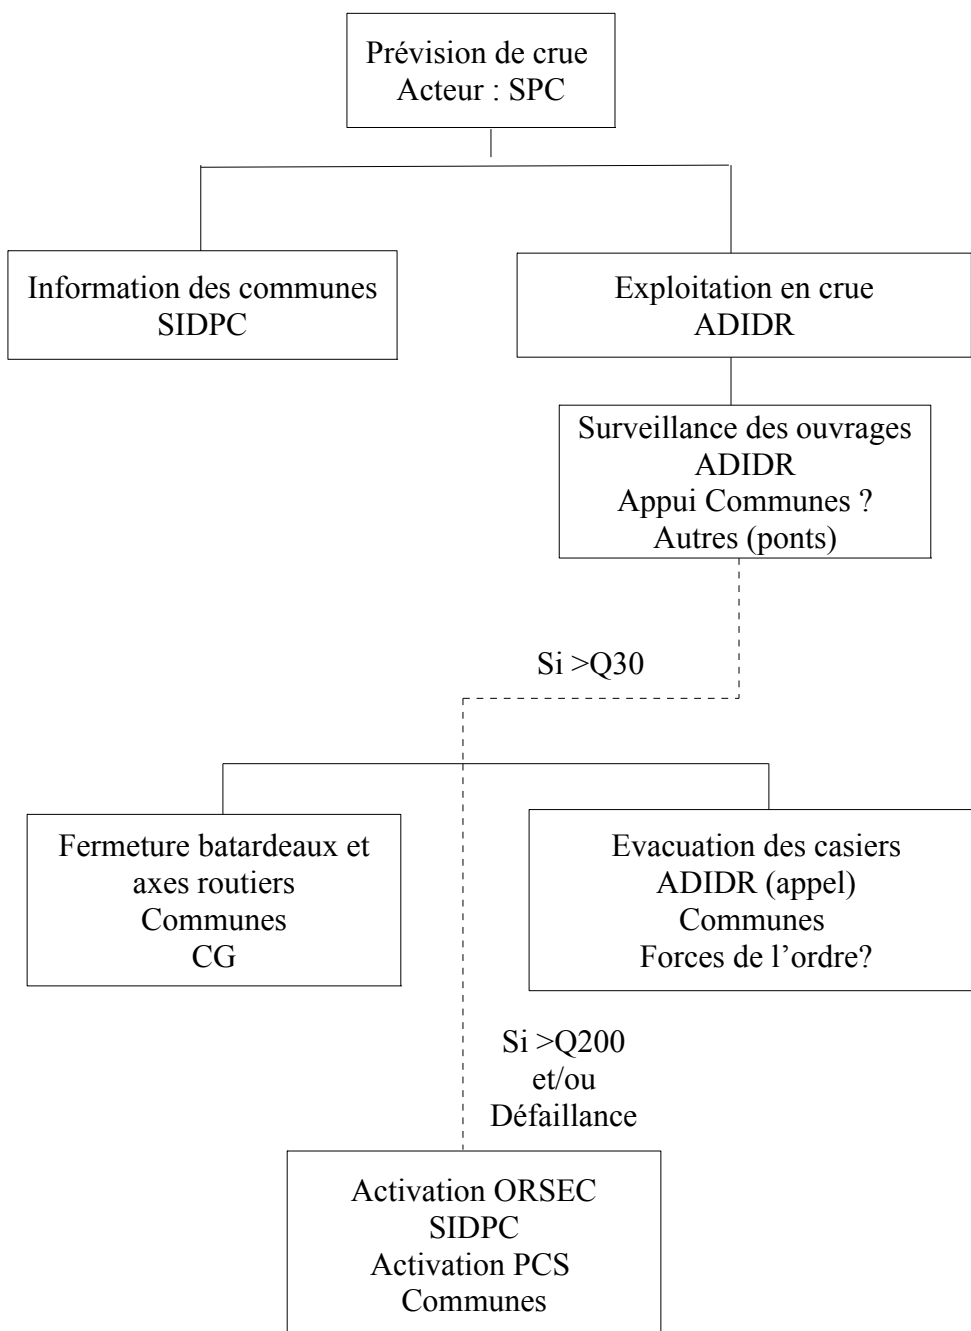 Prévision de crue
Acteur : SPC
Information des communes
SIDPC
Exploitation en crue
ADIDR
Surveillance des ouvrages
ADIDR
Appui Communes ?
Autres (ponts)
Si >Q30
Fermeture batardeaux et
axes routiers
Communes
CG
Evacuation des casiers
ADIDR (appel)
Communes
Forces de l’ordre?
Si >Q200
et/ou
Défaillance
Activation ORSEC
SIDPC
Activation PCS
Communes